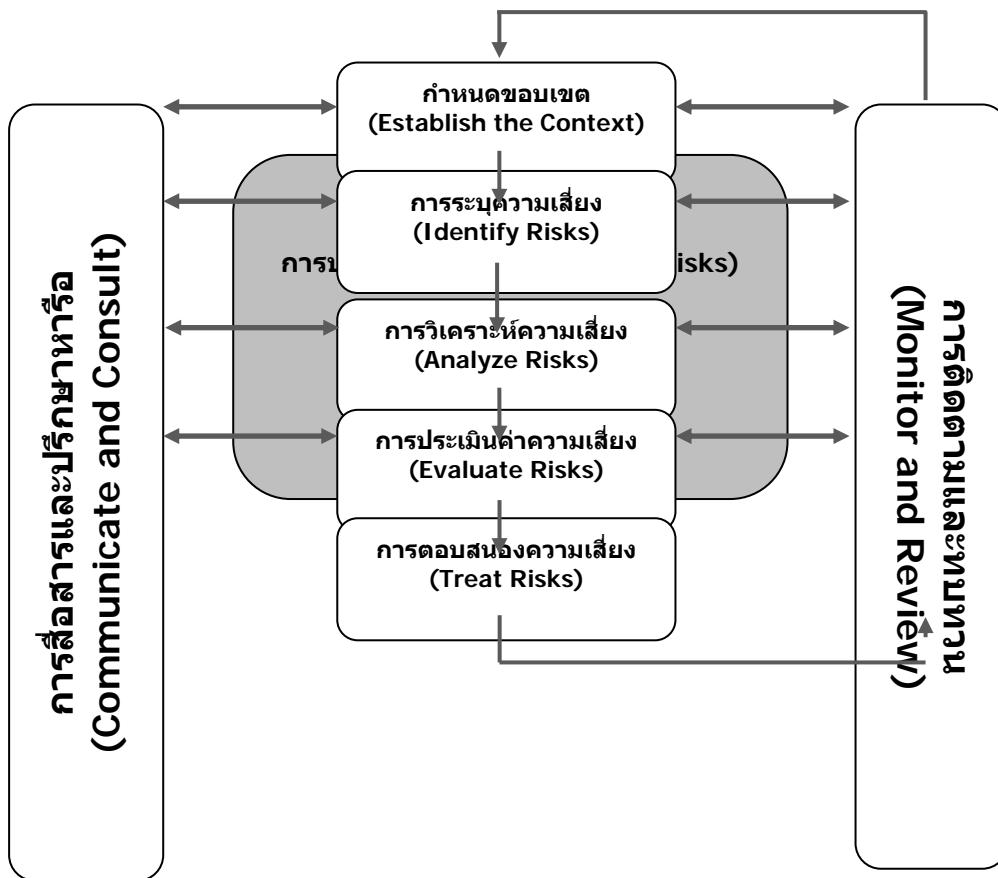 กำหนดขอบเขต
(Establish the Context)
การระบุความเสี่ยง
(Identify Risks)
การวิเคราะห์ความเสี่ยง
(Analyze Risks)
การประเมินค่าความเสี่ยง
(Evaluate Risks)
การตอบสนองความเสี่ยง
(Treat Risks)
การสื่อสารและปรึกษาหารือ
(Communicate and Consult)
การติดตามและทบทวน
(Monitor and Review)